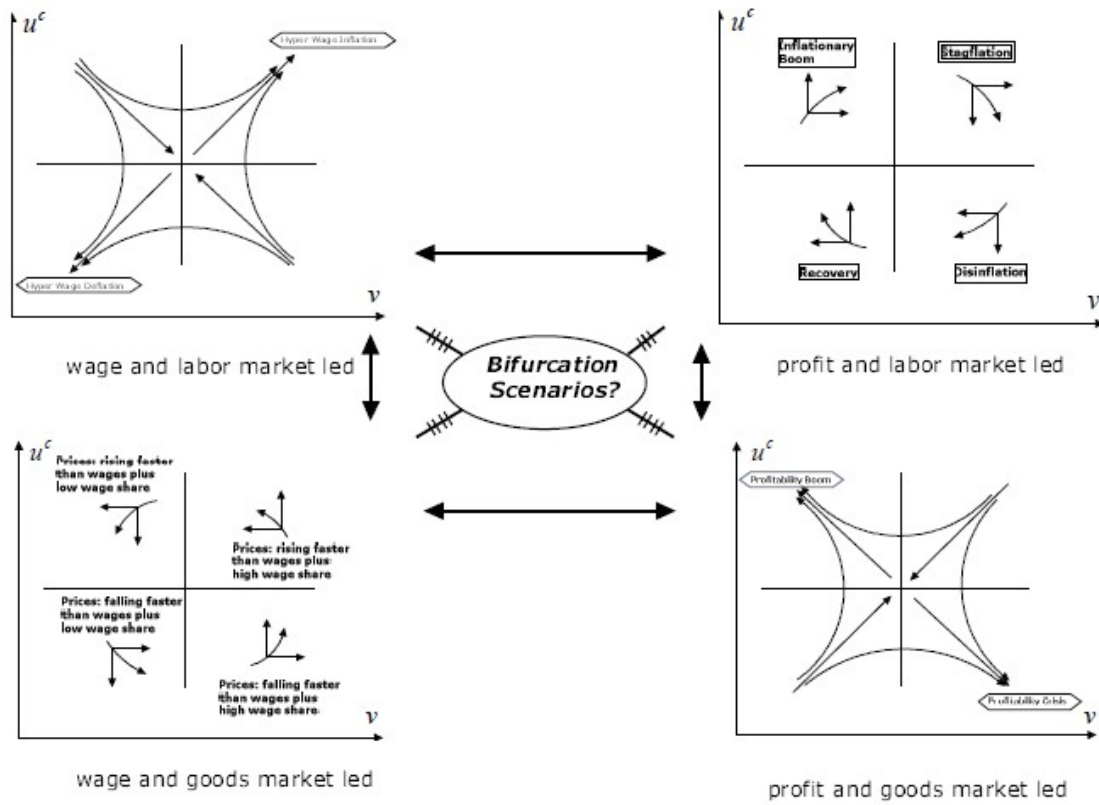 u^c
Hyper Wage Inflation
Hyper Wage Deflation
v
wage and labor market led
u^c
Inflationary
Boom
Stagflation
Recovery
Disinflation
v
profit and labor market led
Bifurcation
Scenarios?
u^c
Prices: rising faster
than wages plus
low wage share
Prices: rising faster
than wages plus
high wage share
Prices: falling faster
than wages plus
low wage share
Prices: falling faster
than wages plus
high wage share
v
wage and goods market led
u^c
Profitability Boom
Profitability Crisis
v
profit and goods market led